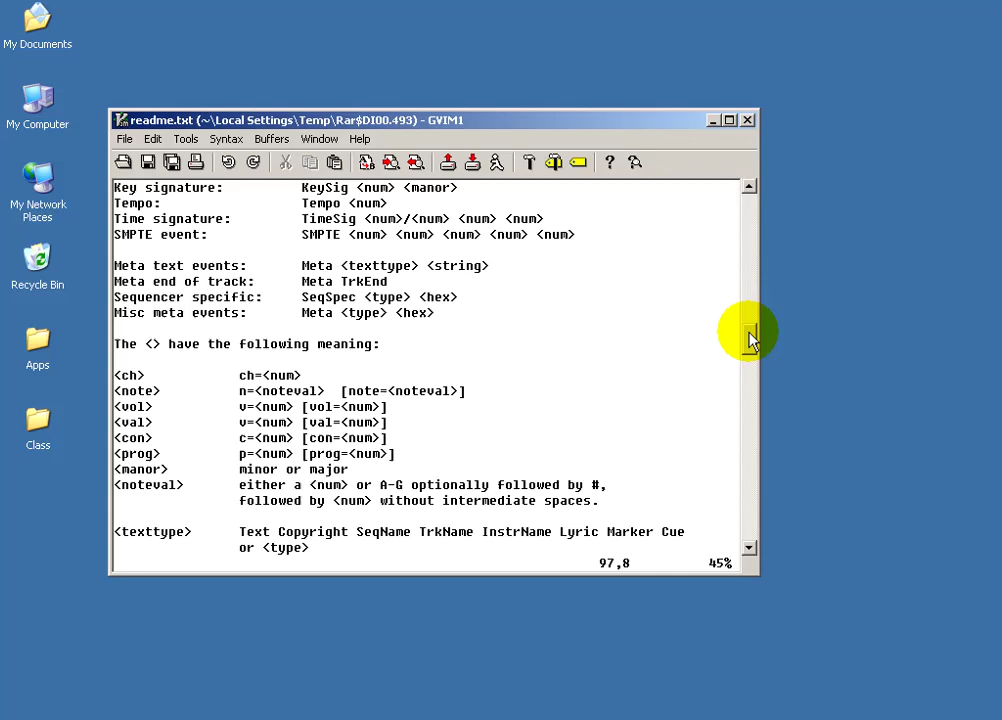 My Documents
My Computer
My Network
Places
Recycle Bin
Apps
Class
readme.txt (~\Local Settings\Temp\Rar$DI00.493) - GVIM1
File Edit Tools Syntax Buffers Window Help
Key signature: KeySig <num> <manor>
Tempo: Tempo <num>
Time signature: TimeSig <num>/<num> <num> <num>
SMPTE event: SMPTE <num> <num> <num> <num> <num>
Meta text events: Meta <texttype> <string>
Meta end of track: Meta TrkEnd
Sequencer specific: SeqSpec <type> <hex>
Misc meta events: Meta <type> <hex>
The <> have the following meaning:
<ch> ch=<num>
<note> n=<noteval> [note=<noteval>]
<vol> v=<num> [vol=<num>]
<val> v=<num> [val=<num>]
<con> c=<num> [con=<num>]
<prog> p=<num> [prog=<num>]
<manor> minor or major
<noteval> either a <num> or A-G optionally followed by #,
followed by <num> without intermediate spaces.
<texttype> Text Copyright SeqName TrkName InstrName Lyric Marker Cue
or <type>
97,8 45%